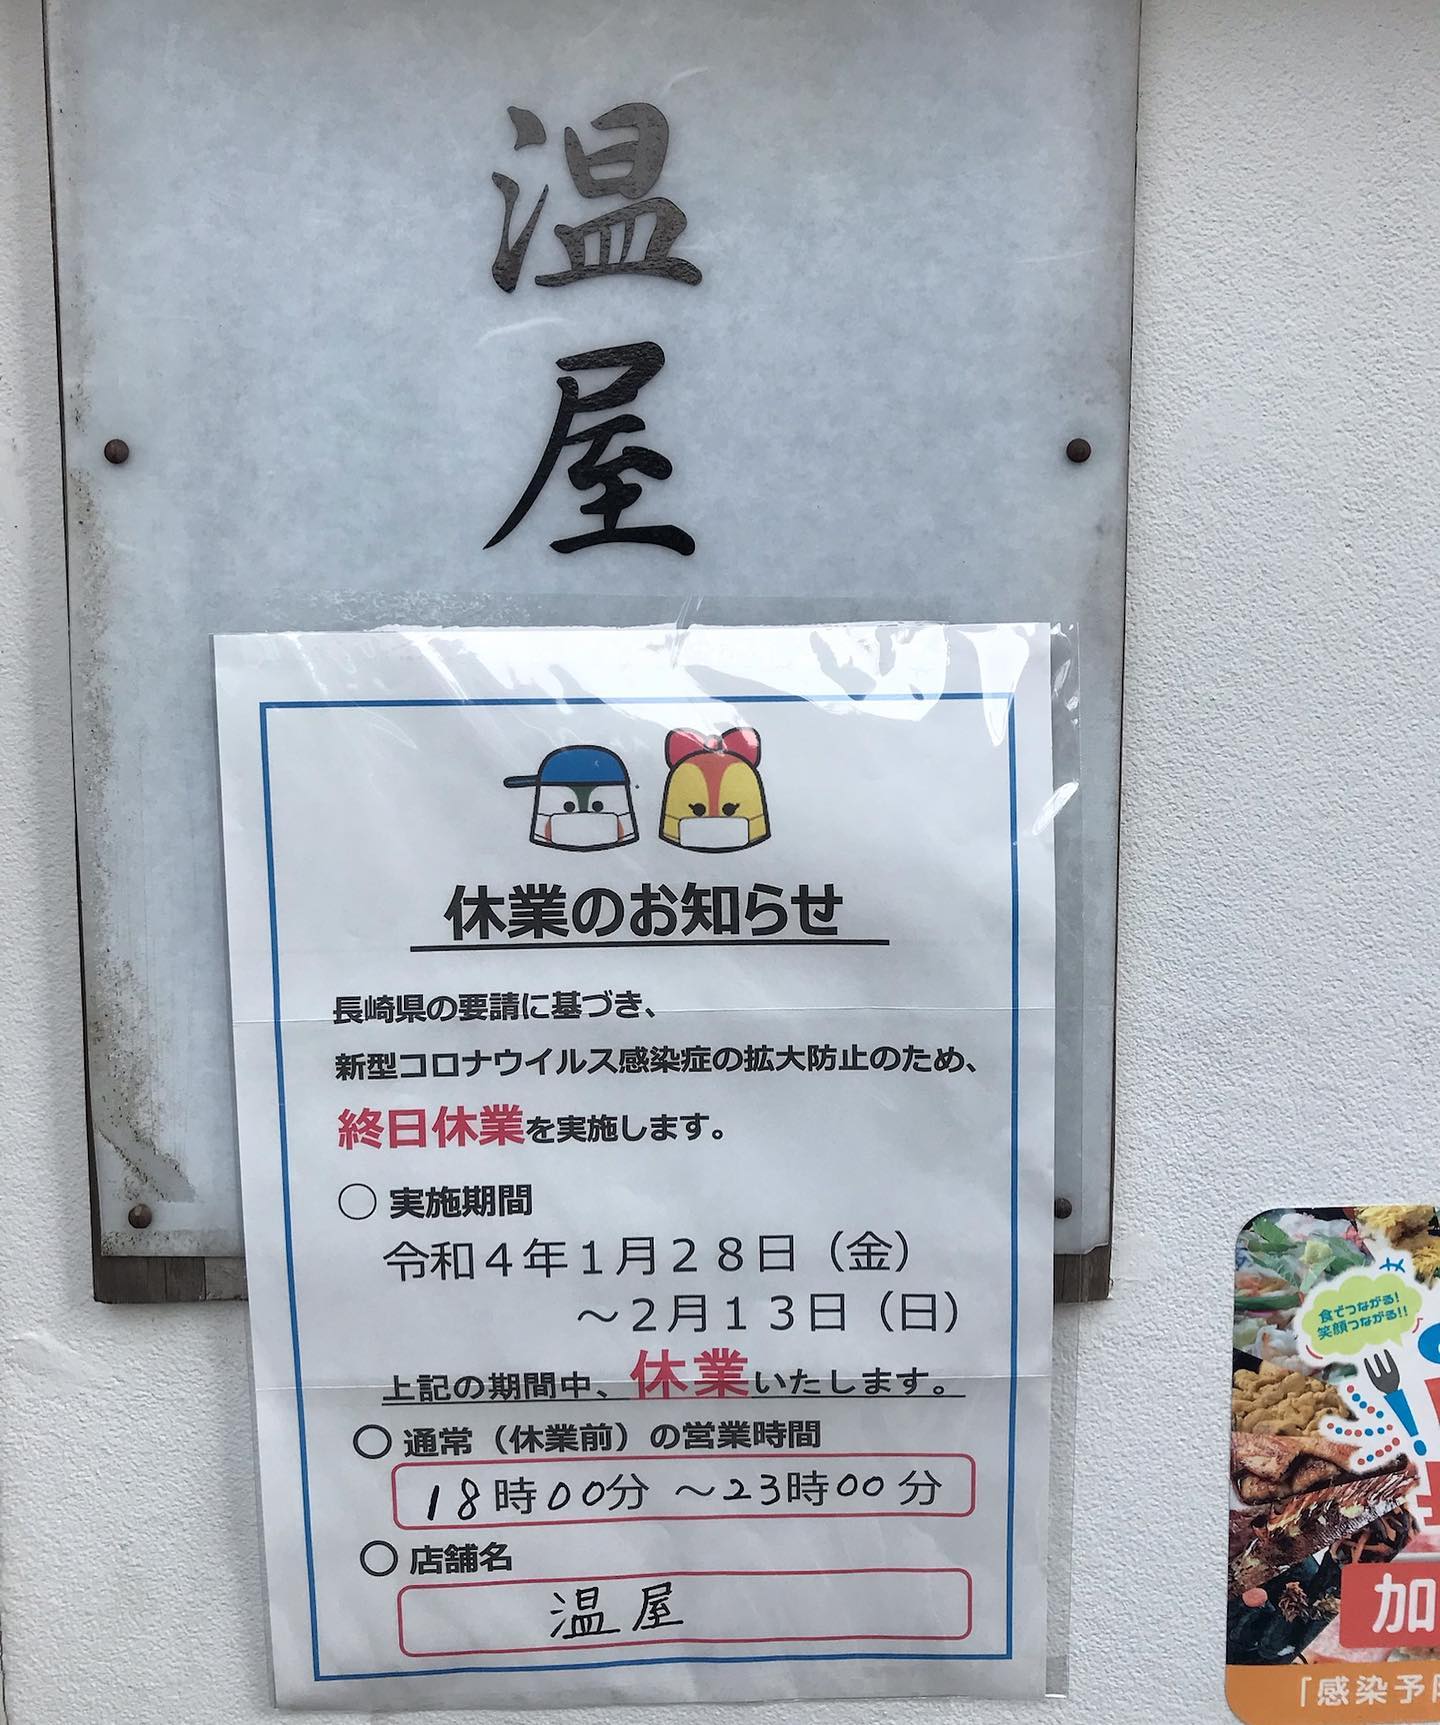 温
屋
休業のお知らせ
長崎県の要請に基づき、
新型コロナウイルス感染症の拡大防止のため、
終日休業を実施します。
○ 実施期間
令和４年１月２８日（金）
～２月１３日（日）
上記の期間中、休業いたします。
○ 通常（休業前）の営業時間
18時00分 ～23時00分
○ 店舗名
温屋
食でつながる!
笑顔つながる!!
加
「感染予防